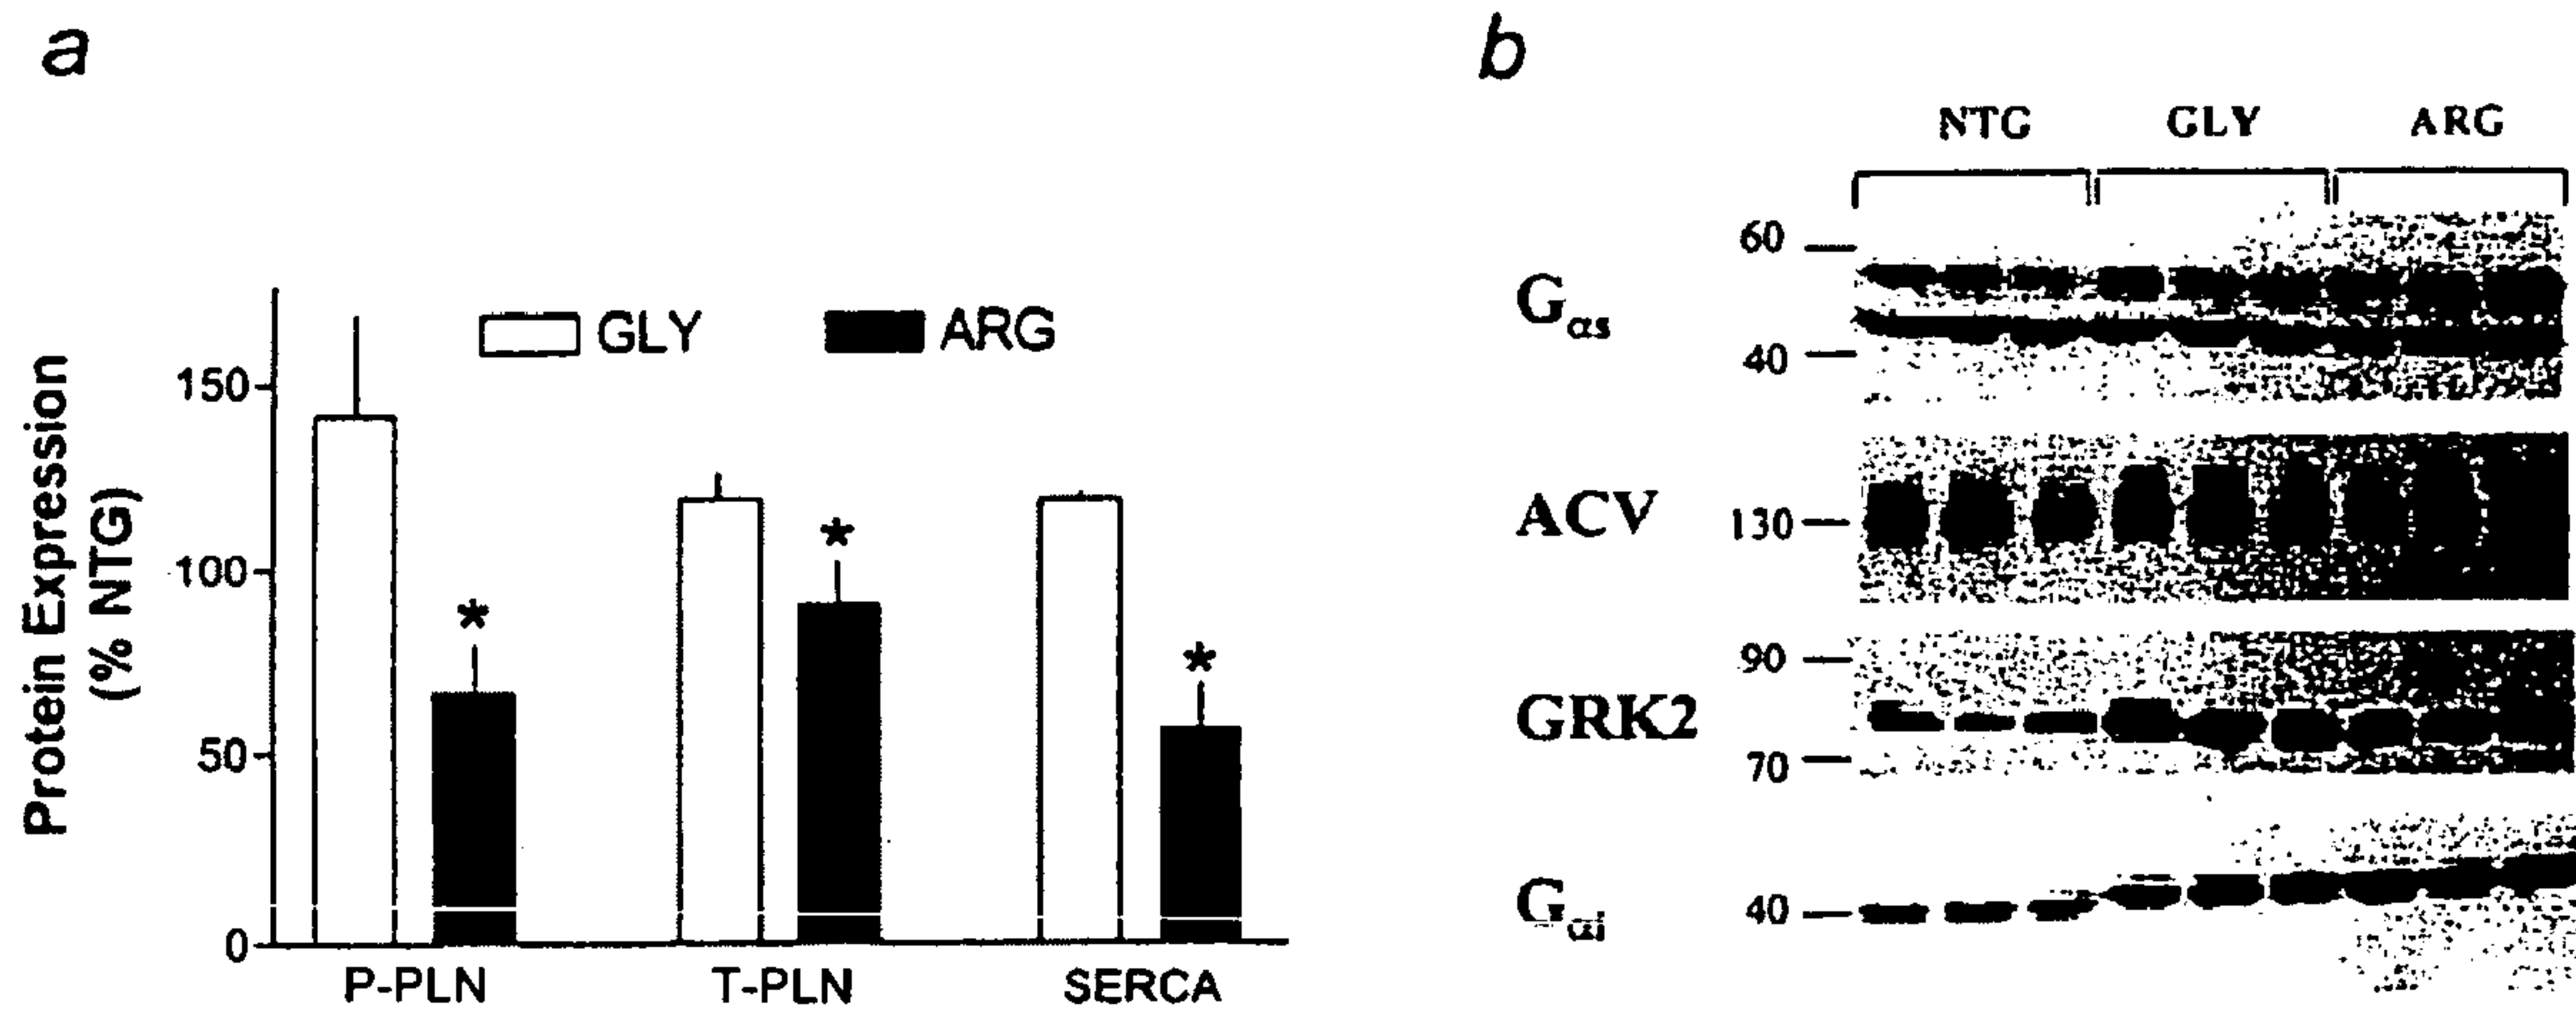 a
GLY
ARG
Protein Expression
(% NTG)
150
100
50
0
*
*
*
P-PLN
T-PLN
SERCA
b
NTG
GLY
ARG
Gαs
60
40
ACV
130
GRK2
90
70
Gαi
40